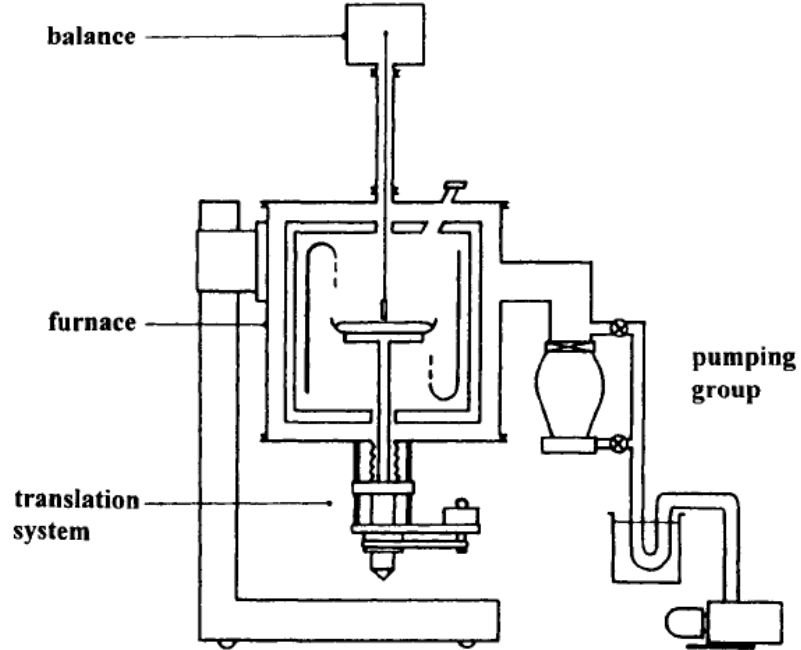 balance
furnace
pumping
group
translation
system